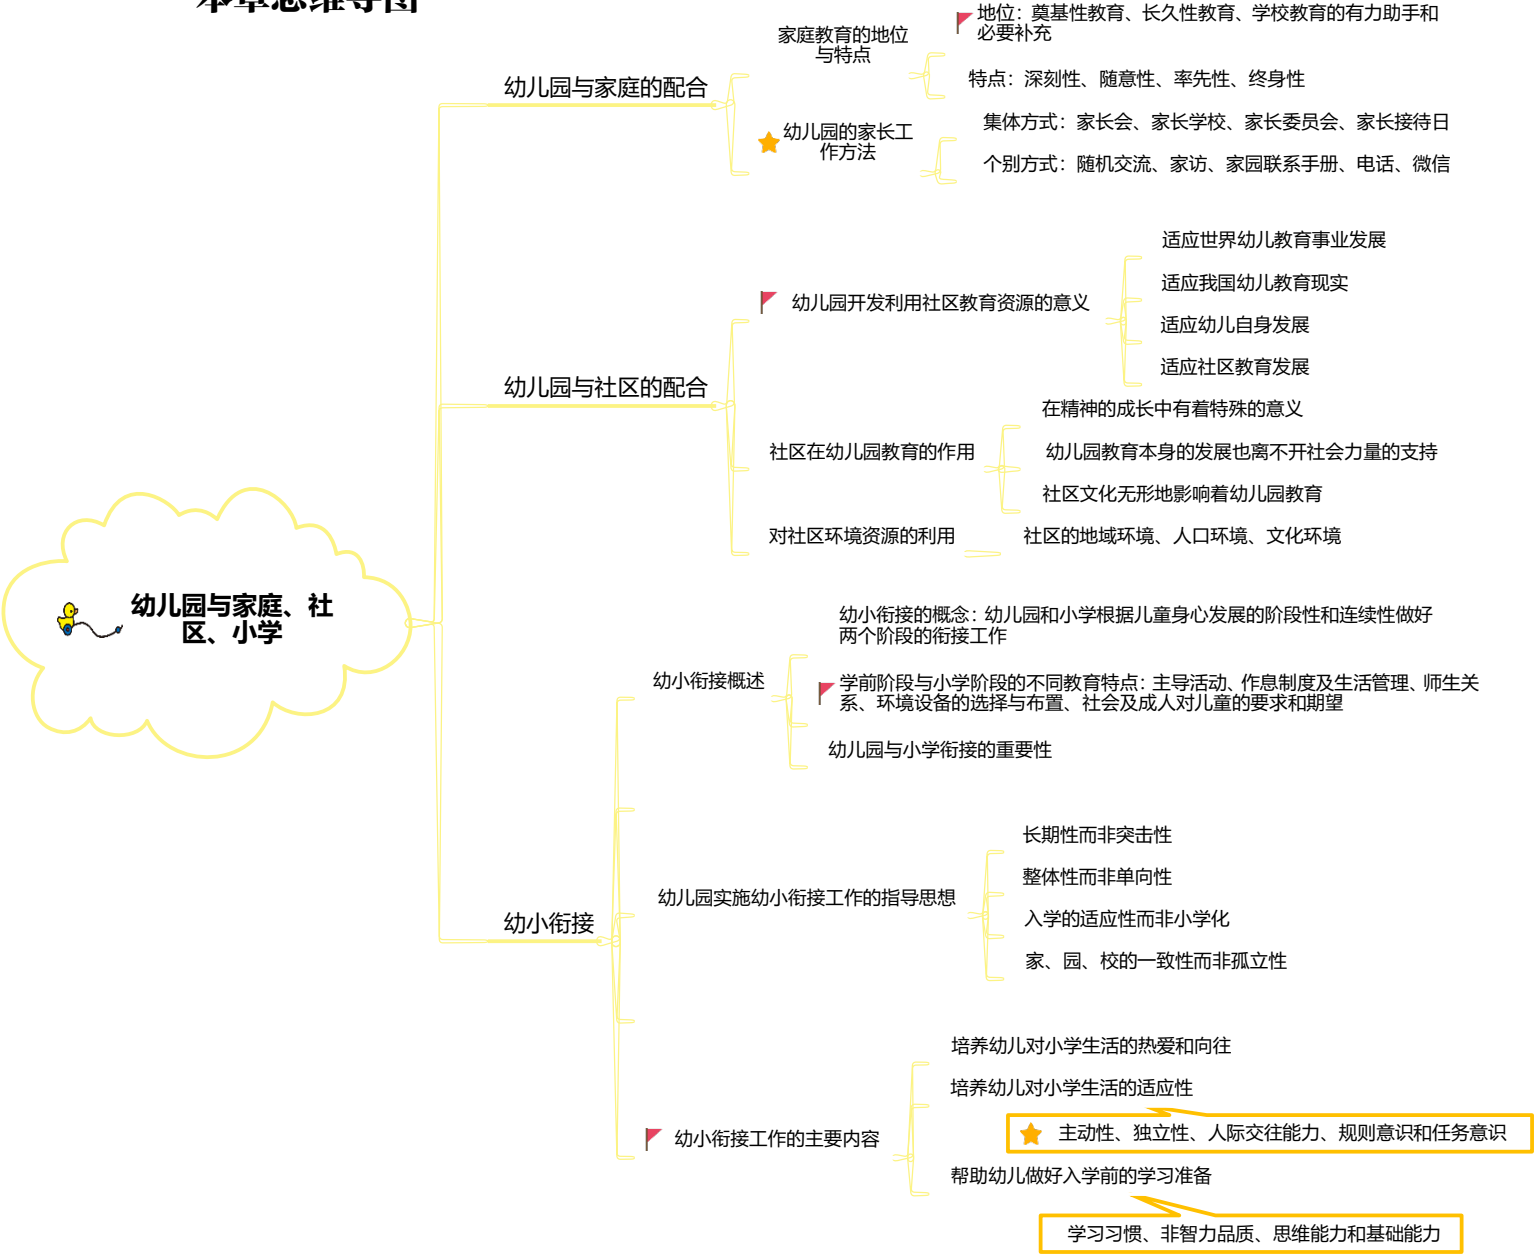 本章思维导图
地位：奠基性教育、长久性教育、学校教育的有力助手和
必要补充
家庭教育的地位
与特点
特点：深刻性、随意性、率先性、终身性
幼儿园与家庭的配合
集体方式：家长会、家长学校、家长委员会、家长接待日
幼儿园的家长工
作方法
个别方式：随机交流、家访、家园联系手册、电话、微信
适应世界幼儿教育事业发展
适应我国幼儿教育现实
幼儿园开发利用社区教育资源的意义
适应幼儿自身发展
适应社区教育发展
幼儿园与社区的配合
在精神的成长中有着特殊的意义
社区在幼儿园教育的作用
幼儿园教育本身的发展也离不开社会力量的支持
社区文化无形地影响着幼儿园教育
对社区环境资源的利用
社区的地域环境、人口环境、文化环境
幼儿园与家庭、社
区、小学
幼小衔接的概念：幼儿园和小学根据儿童身心发展的阶段性和连续性做好
两个阶段的衔接工作
幼小衔接概述
学前阶段与小学阶段的不同教育特点：主导活动、作息制度及生活管理、师生关
系、环境设备的选择与布置、社会及成人对儿童的要求和期望
幼儿园与小学衔接的重要性
长期性而非突击性
整体性而非单向性
幼儿园实施幼小衔接工作的指导思想
入学的适应性而非小学化
幼小衔接
家、园、校的一致性而非孤立性
培养幼儿对小学生活的热爱和向往
培养幼儿对小学生活的适应性
主动性、独立性、人际交往能力、规则意识和任务意识
幼小衔接工作的主要内容
帮助幼儿做好入学前的学习准备
学习习惯、非智力品质、思维能力和基础能力